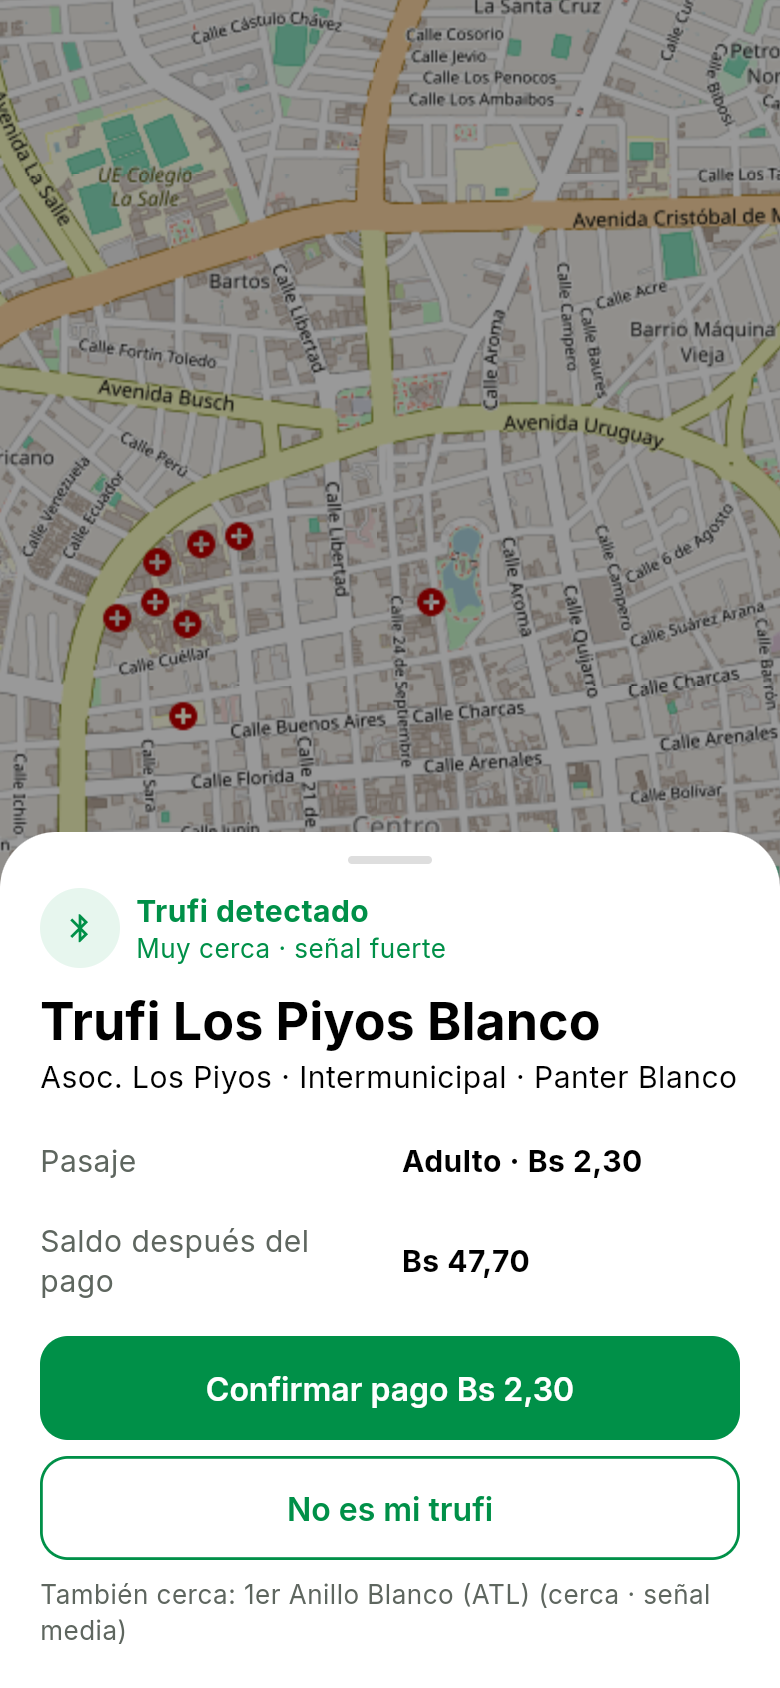 La Santa Cruz
Calle Cástulo Chávez
Calle Cosorio
Calle Jevio
Calle Los Penocos
Calle Los Ambaibos
Calle Bibosi
Avenida La Salle
UE Colegio
La Salle
Avenida Cristóbal de
Bartos
Calle Libertad
Calle Campero
Calle Baures
Calle Acre
Barrio Máquina
Vieja
Calle Fortín Toledo
Calle Aroma
Avenida Busch
Avenida Uruguay
Calle Perú
Calle Venezuela
Calle Ecuador
Calle Libertad
Calle Aroma
Calle Campero
Calle 6 de Agosto
Calle Quijarro
Calle 24 de Septiembre
Calle Suárez Arana
Calle Barrón
Calle Cuéllar
Calle Charcas
Calle Buenos Aires
Calle Charcas
Calle Arenales
Calle Ichilo
Calle Sara
Calle Florida
Calle 21 de
Calle Arenales
Calle Bolívar
Calle Junín
Centro
Trufi detectado
Muy cerca · señal fuerte
Trufi Los Piyos Blanco
Asoc. Los Piyos · Intermunicipal · Panter Blanco
Pasaje
Adulto · Bs 2,30
Saldo después del
pago
Bs 47,70
Confirmar pago Bs 2,30
No es mi trufi
También cerca: 1er Anillo Blanco (ATL) (cerca · señal
media)